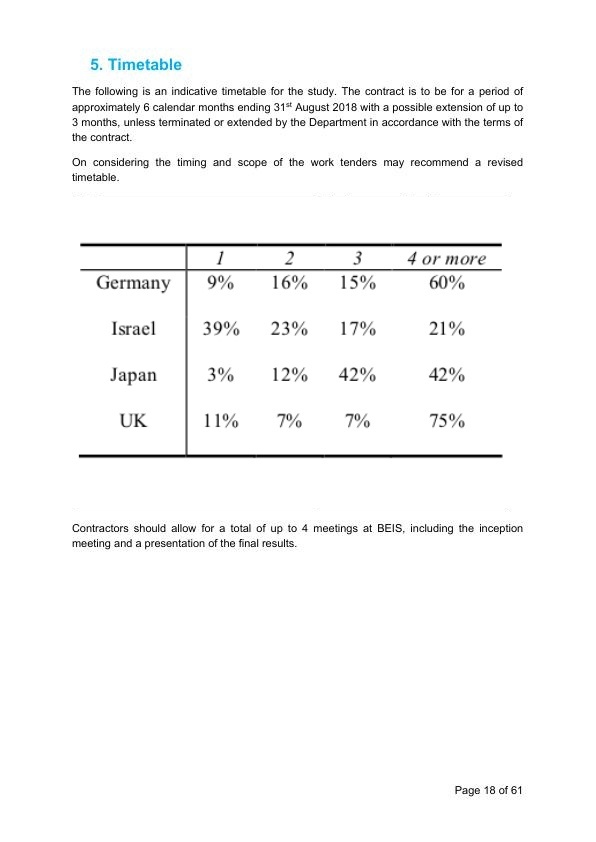 5. Timetable
The following is an indicative timetable for the study. The contract is to be for a period of
approximately 6 calendar months ending 31st August 2018 with a possible extension of up to
3 months, unless terminated or extended by the Department in accordance with the terms of
the contract.
On considering the timing and scope of the work tenders may recommend a revised
timetable.
1 2 3 4 or more
Germany 9% 16% 15% 60%
Israel 39% 23% 17% 21%
Japan 3% 12% 42% 42%
UK 11% 7% 7% 75%
Contractors should allow for a total of up to 4 meetings at BEIS, including the inception
meeting and a presentation of the final results.
Page 18 of 61